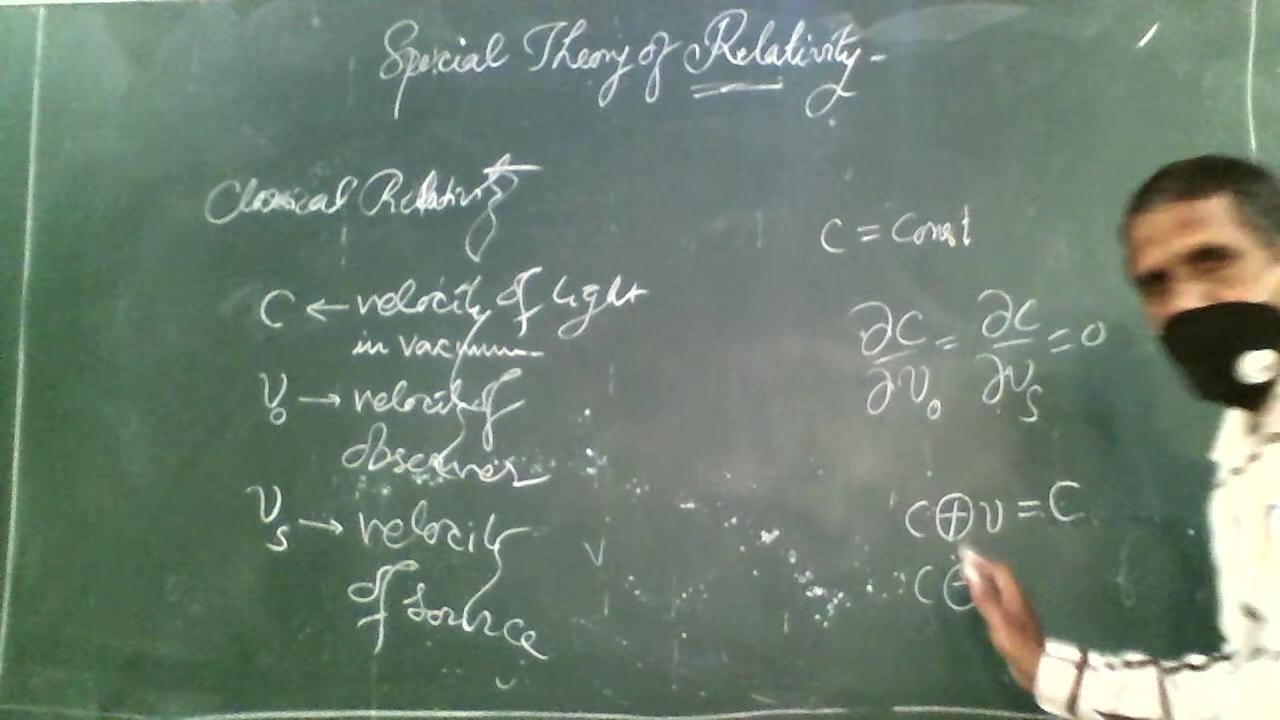 Special Theory of Relativity-
Classical Relativity
C ← velocity of light
in vacuum
v₀ → velocity of
observer
vₛ → velocity
of source
C = Const
∂C/∂v₀ = ∂C/∂vₛ = 0
C ⊕ v = C
C ⊖